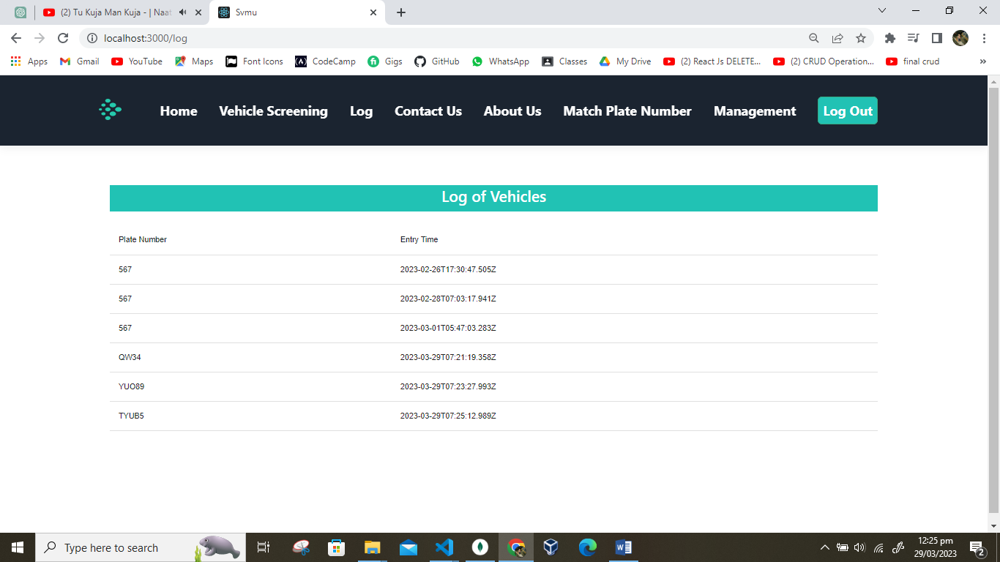 (2) Tu Kuja Man Kuja - | Naat
Svmu
localhost:3000/log
Apps Gmail YouTube Maps Font Icons CodeCamp Gigs GitHub WhatsApp Classes My Drive (2) React Js DELETE... (2) CRUD Operation... final crud »
Home Vehicle Screening Log Contact Us About Us Match Plate Number Management Log Out
Log of Vehicles
Plate Number Entry Time
567 2023-02-26T17:30:47.505Z
567 2023-02-28T07:03:17.941Z
567 2023-03-01T05:47:03.283Z
QW34 2023-03-29T07:21:19.358Z
YUO89 2023-03-29T07:23:27.993Z
TYUB5 2023-03-29T07:25:12.989Z
Type here to search
12:25 pm
29/03/2023
2